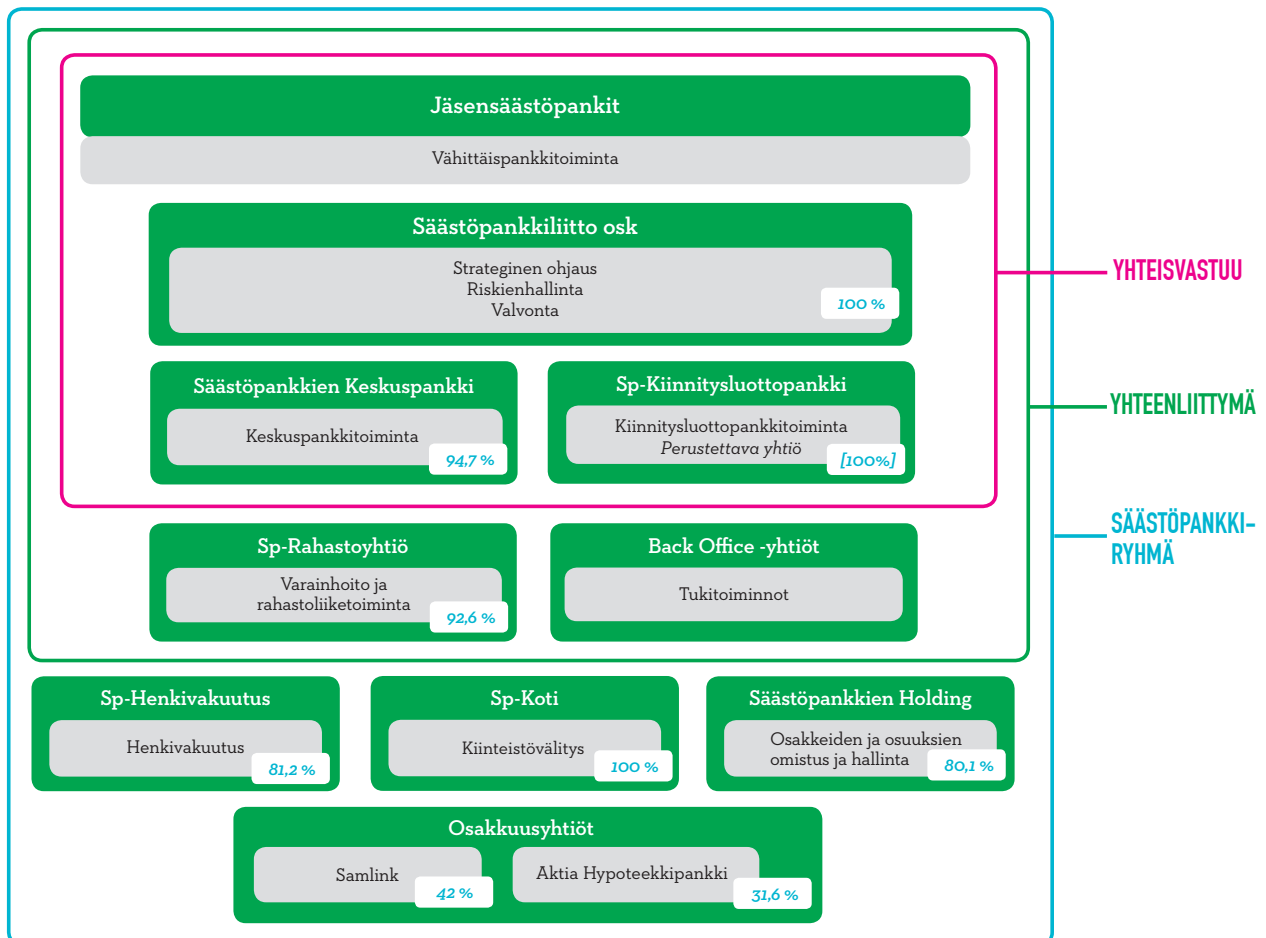 Jäsensäästöpankit
Vähittäispankkitoiminta
Säästöpankkiliitto osk
Strateginen ohjaus
Riskienhallinta
Valvonta
100 %
YHTEISVASTUU
Säästöpankkien Keskuspankki
Keskuspankkitoiminta
94,7 %
Sp-Kiinnitysluottopankki
Kiinnitysluottopankkitoiminta
Perustettava yhtiö
[100%]
YHTEENLIITTYMÄ
Sp-Rahastoyhtiö
Varainhoito ja
rahastoliiketoiminta
92,6 %
Back Office -yhtiöt
Tukitoiminnot
SÄÄSTÖPANKKI-
RYHMÄ
Sp-Henkivakuutus
Henkivakuutus
81,2 %
Sp-Koti
Kiinteistövälitys
100 %
Säästöpankkien Holding
Osakkeiden ja osuuksien
omistus ja hallinta
80,1 %
Osakkuusyhtiöt
Samlink
42 %
Aktia Hypoteekkipankki
31,6 %